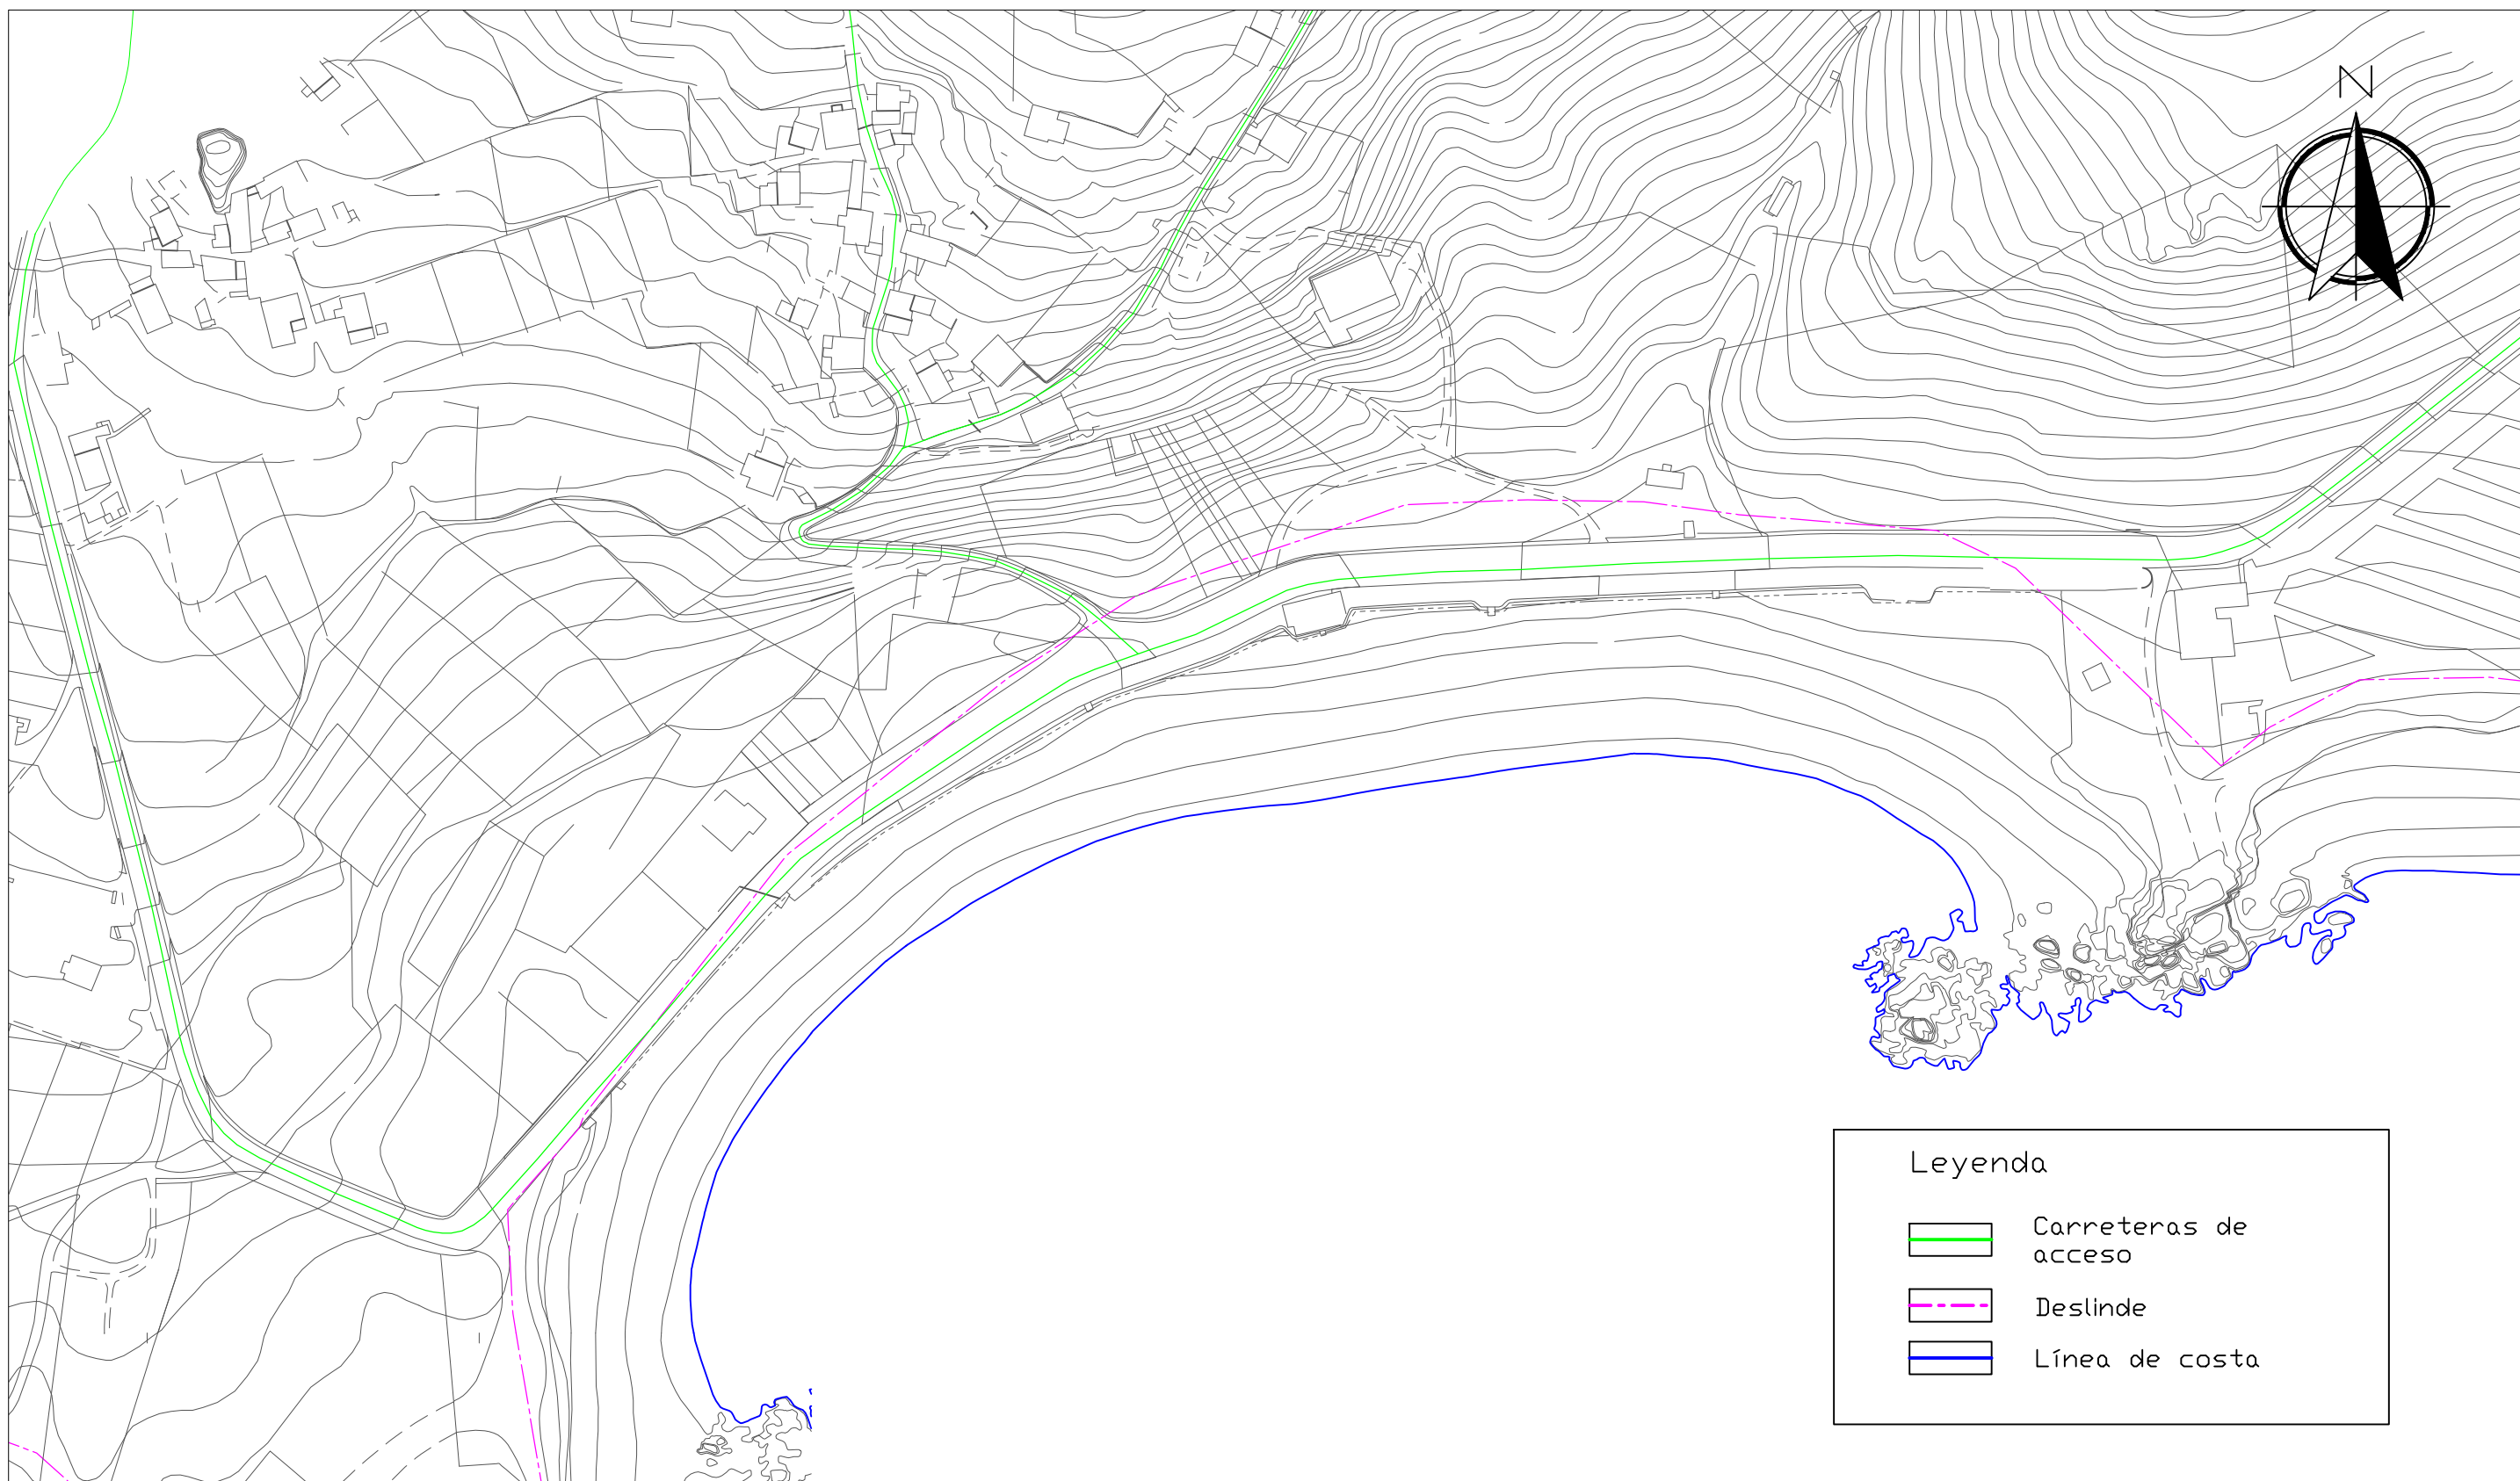 N
Leyenda
Carreteras de
acceso
Deslinde
Línea de costa